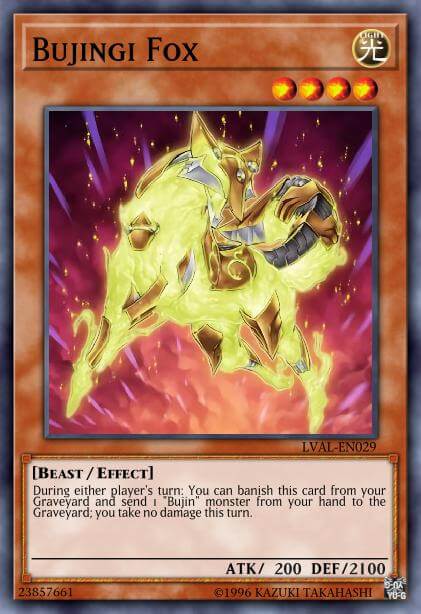 Bujingi Fox
LIGHT
光
LVAL-EN029
[Beast / Effect]
During either player's turn: You can banish this card from your
Graveyard and send 1 "Bujin" monster from your hand to the
Graveyard; you take no damage this turn.
ATK/ 200 DEF/2100
23857661
©1996 KAZUKI TAKAHASHI